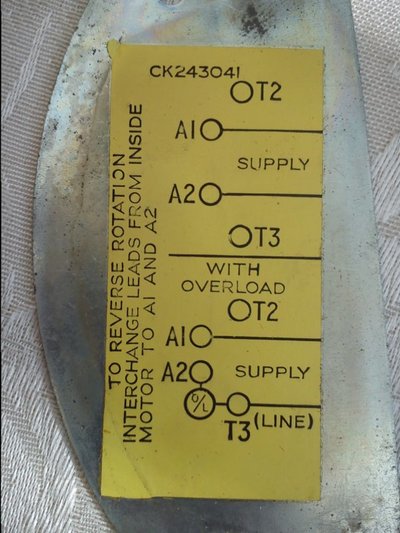 CK243041
T2
A1
SUPPLY
A2
T3
WITH
OVERLOAD
T2
A1
A2 SUPPLY
O/L
T3 (LINE)
TO REVERSE ROTATION
INTERCHANGE LEADS FROM INSIDE
MOTOR TO A1 AND A2